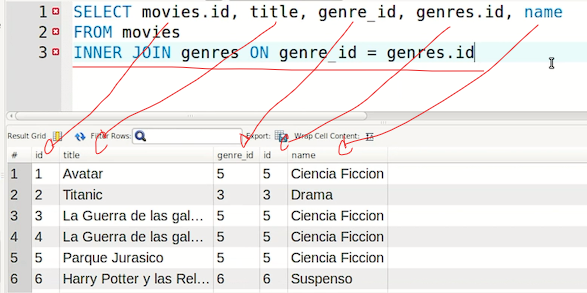 1 SELECT movies.id, title, genre_id, genres.id, name
2 FROM movies
3 INNER JOIN genres ON genre_id = genres.id
Result Grid Filter Rows: Export: Wrap Cell Content:
# id title genre_id id name
1 1 Avatar 5 5 Ciencia Ficcion
2 2 Titanic 3 3 Drama
3 3 La Guerra de las gal... 5 5 Ciencia Ficcion
4 4 La Guerra de las gal... 5 5 Ciencia Ficcion
5 5 Parque Jurasico 5 5 Ciencia Ficcion
6 6 Harry Potter y las Rel... 6 6 Suspenso